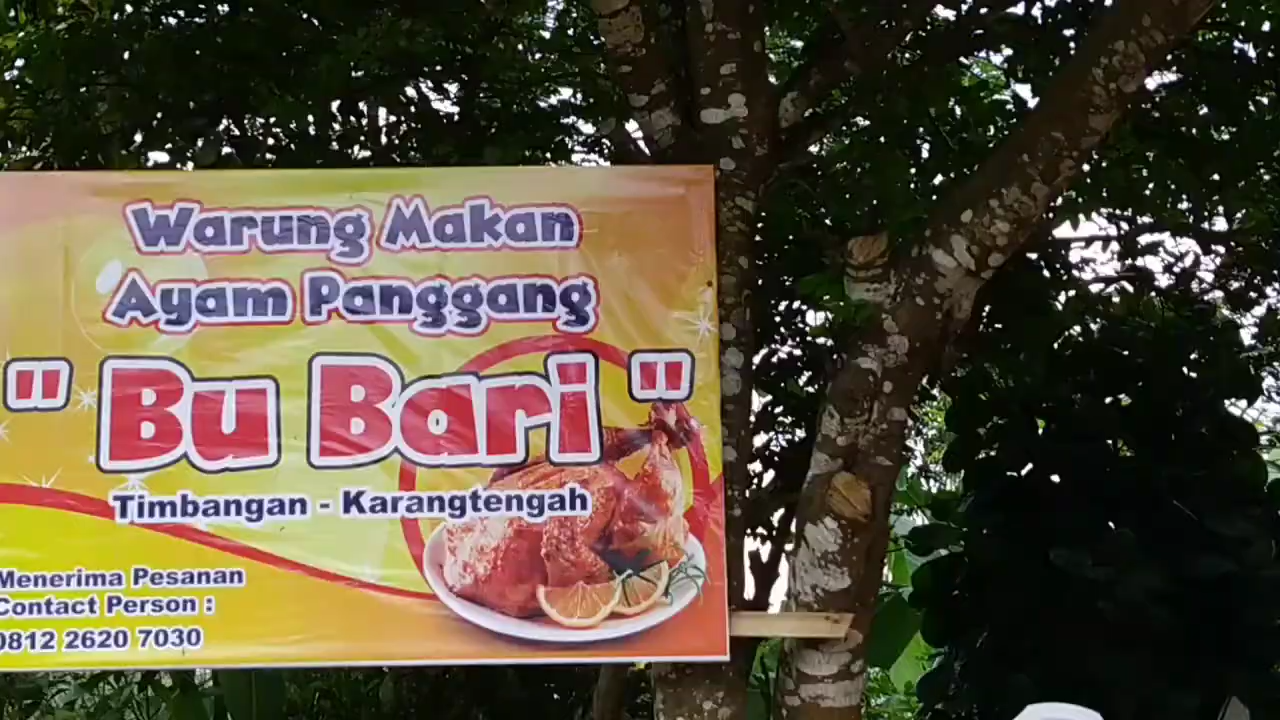 Warung Makan
Ayam Panggang
" Bu Bari "
Timbangan - Karangtengah
Menerima Pesanan
Contact Person :
0812 2620 7030